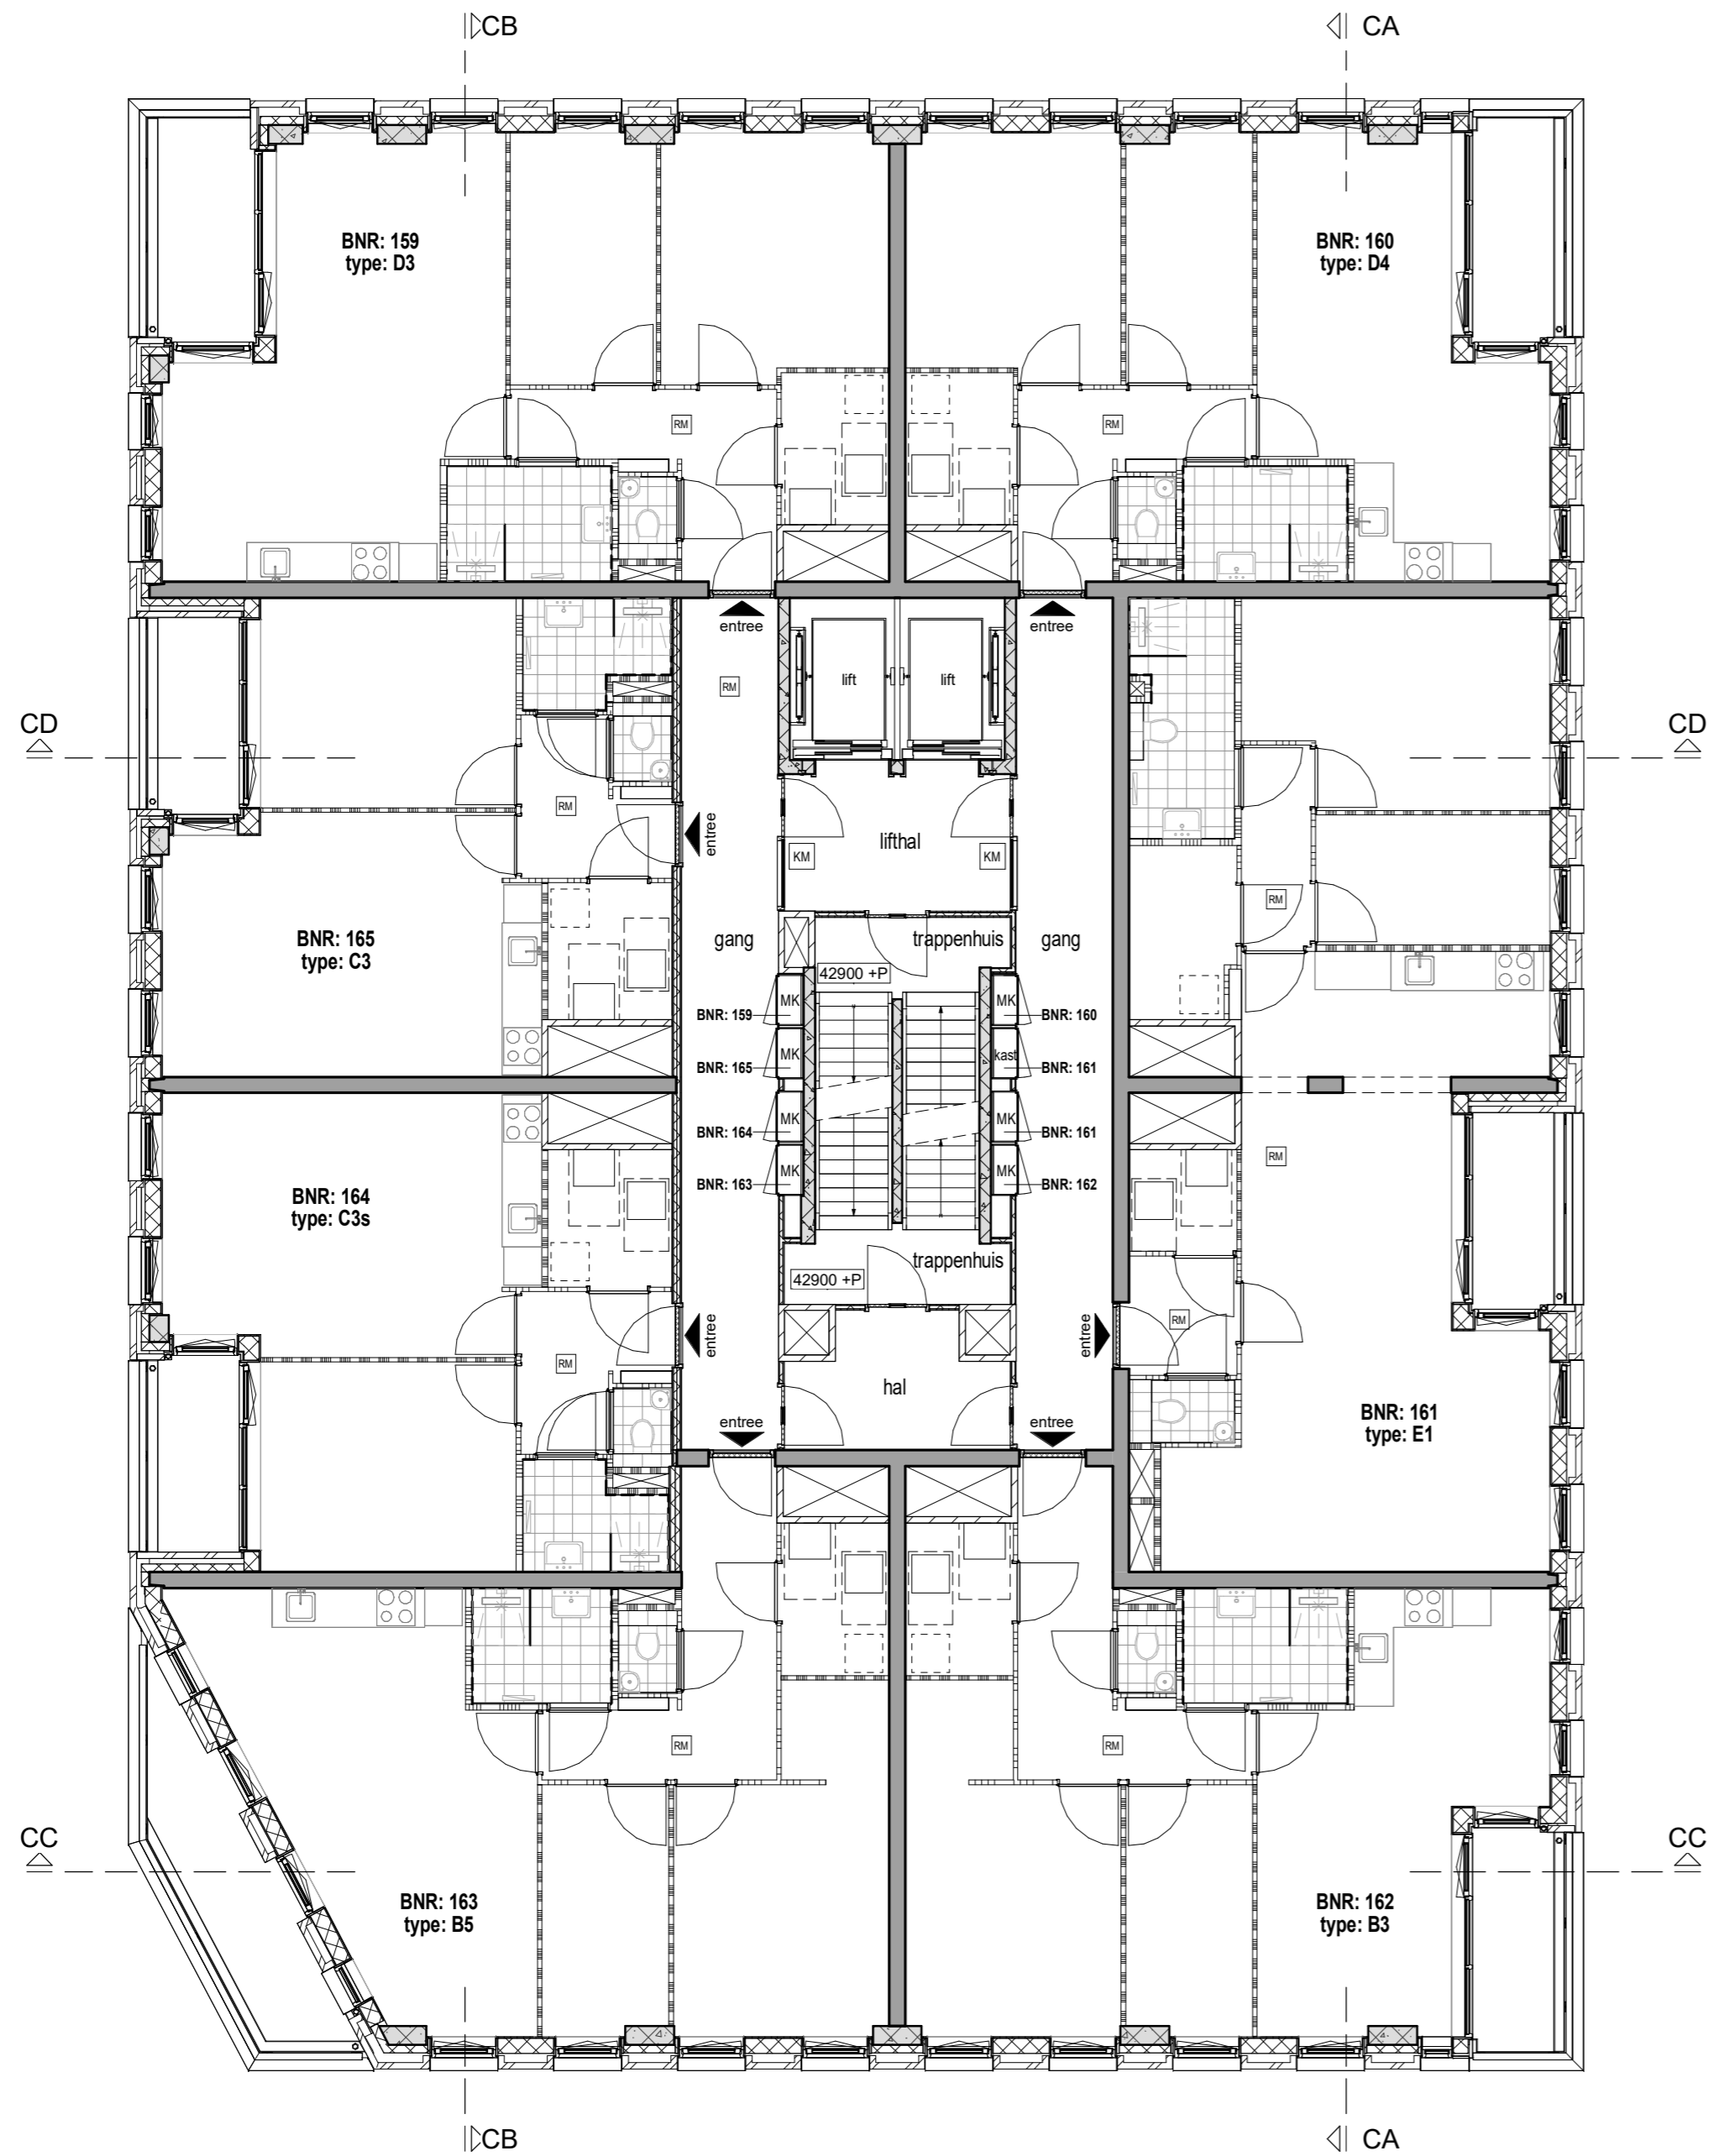 CB
CA
BNR: 159
type: D3
BNR: 160
type: D4
RM
RM
entree
entree
RM
lift
lift
CD
CD
RM
entree
KM
lifthal
KM
RM
BNR: 165
type: C3
gang
trappenhuis
gang
42900 +P
MK
MK
BNR: 159
BNR: 160
MK
kast
BNR: 165
BNR: 161
MK
MK
BNR: 164
BNR: 161
RM
MK
MK
BNR: 163
BNR: 162
BNR: 164
type: C3s
trappenhuis
42900 +P
RM
entree
entree
RM
hal
BNR: 161
type: E1
entree
entree
RM
RM
CC
CC
BNR: 163
type: B5
BNR: 162
type: B3
CB
CA